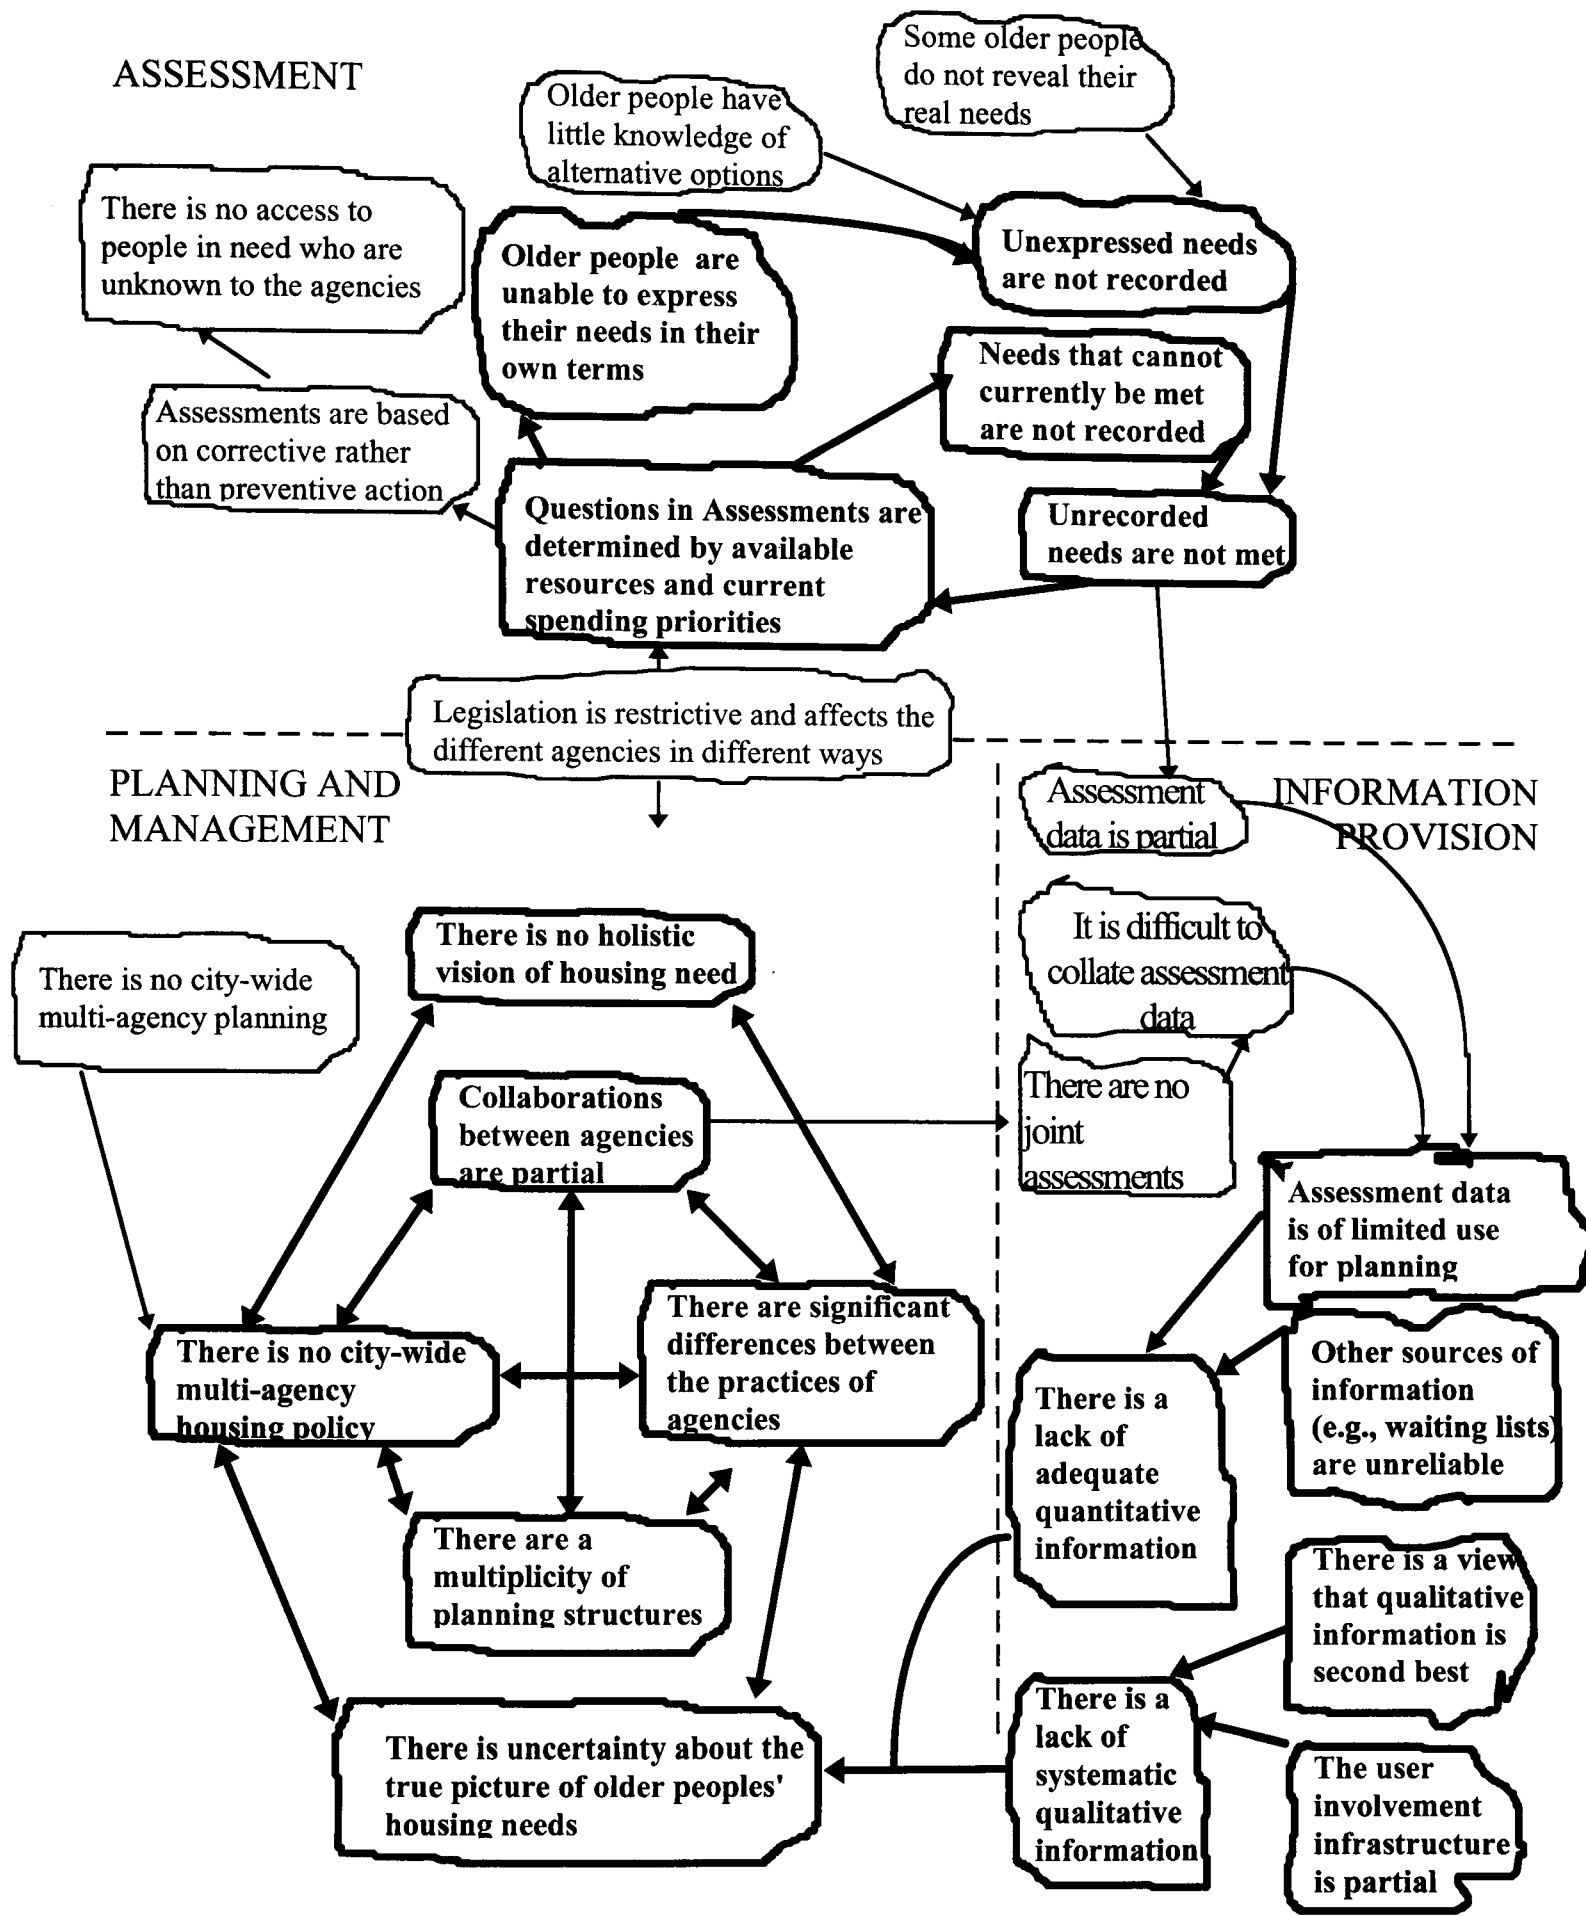 ASSESSMENT
Some older people
do not reveal their
real needs
Older people have
little knowledge of
alternative options
There is no access to
people in need who are
unknown to the agencies
Older people are
unable to express
their needs in their
own terms
Unexpressed needs
are not recorded
Needs that cannot
currently be met
are not recorded
Assessments are based
on corrective rather
than preventive action
Questions in Assessments are
determined by available
resources and current
spending priorities
Unrecorded
needs are not met
Legislation is restrictive and affects the
different agencies in different ways
PLANNING AND
MANAGEMENT
INFORMATION
PROVISION
Assessment
data is partial
It is difficult to
collate assessment
data
There are no
joint
assessments
There is no holistic
vision of housing need
There is no city-wide
multi-agency planning
Collaborations
between agencies
are partial
Assessment data
is of limited use
for planning
There is no city-wide
multi-agency
housing policy
There are significant
differences between
the practices of
agencies
There is a
lack of
adequate
quantitative
information
Other sources of
information
(e.g., waiting lists)
are unreliable
There are a
multiplicity of
planning structures
There is a view
that qualitative
information is
second best
There is uncertainty about the
true picture of older peoples'
housing needs
There is a
lack of
systematic
qualitative
information
The user
involvement
infrastructure
is partial